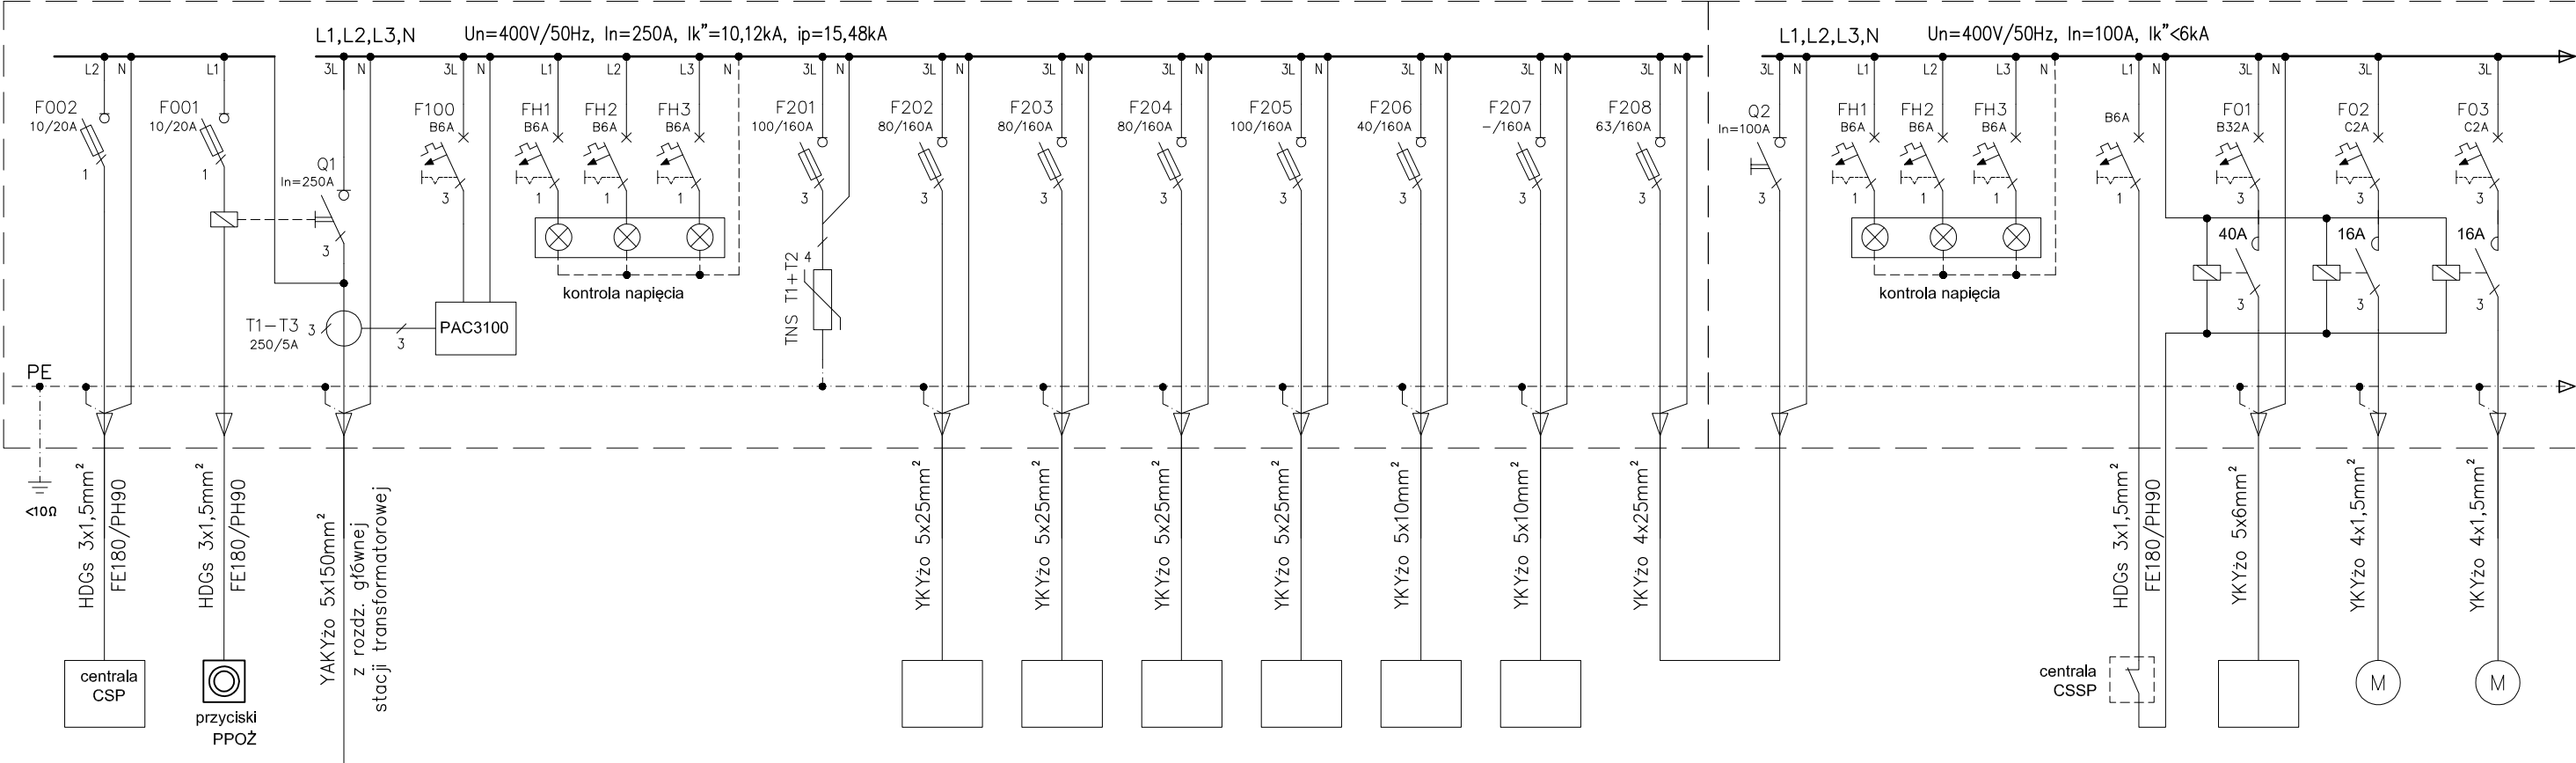 L1,L2,L3,N
Un=400V/50Hz, In=250A, Ik”=10,12kA, ip=15,48kA
L1,L2,L3,N
Un=400V/50Hz, In=100A, Ik”<6kA
L2 N
L1
3L N
3L N
L1
L2
L3
N
3L N
3L N
3L N
3L N
3L N
3L N
3L N
3L N
3L N
L1
L2
L3
N
L1 N
3L N
3L
3L
F002
10/20A
1
F001
10/20A
1
Q1
In=250A
3
F100
B6A
3
FH1
B6A
1
FH2
B6A
1
FH3
B6A
1
kontrola napięcia
F201
100/160A
3
4
TNS T1+T2
F202
80/160A
3
F203
80/160A
3
F204
80/160A
3
F205
100/160A
3
F206
40/160A
3
F207
-/160A
3
F208
63/160A
3
Q2
In=100A
3
FH1
B6A
1
FH2
B6A
1
FH3
B6A
1
kontrola napięcia
B6A
1
F01
B32A
3
40A
3
F02
C2A
3
16A
3
F03
C2A
3
16A
3
T1-T3
250/5A
3
3
PAC3100
PE
<10Ω
HDGs 3x1,5mm²
FE180/PH90
HDGs 3x1,5mm²
FE180/PH90
YAKYżo 5x150mm²
z rozdz. głównej
stacji transformatorowej
YKYżo 5x25mm²
YKYżo 5x25mm²
YKYżo 5x25mm²
YKYżo 5x25mm²
YKYżo 5x10mm²
YKYżo 5x10mm²
YKYżo 4x25mm²
HDGs 3x1,5mm²
FE180/PH90
YKYżo 5x6mm²
YKYżo 4x1,5mm²
YKYżo 4x1,5mm²
centrala
CSP
przyciski
PPOŻ
centrala
CSSP
M
M